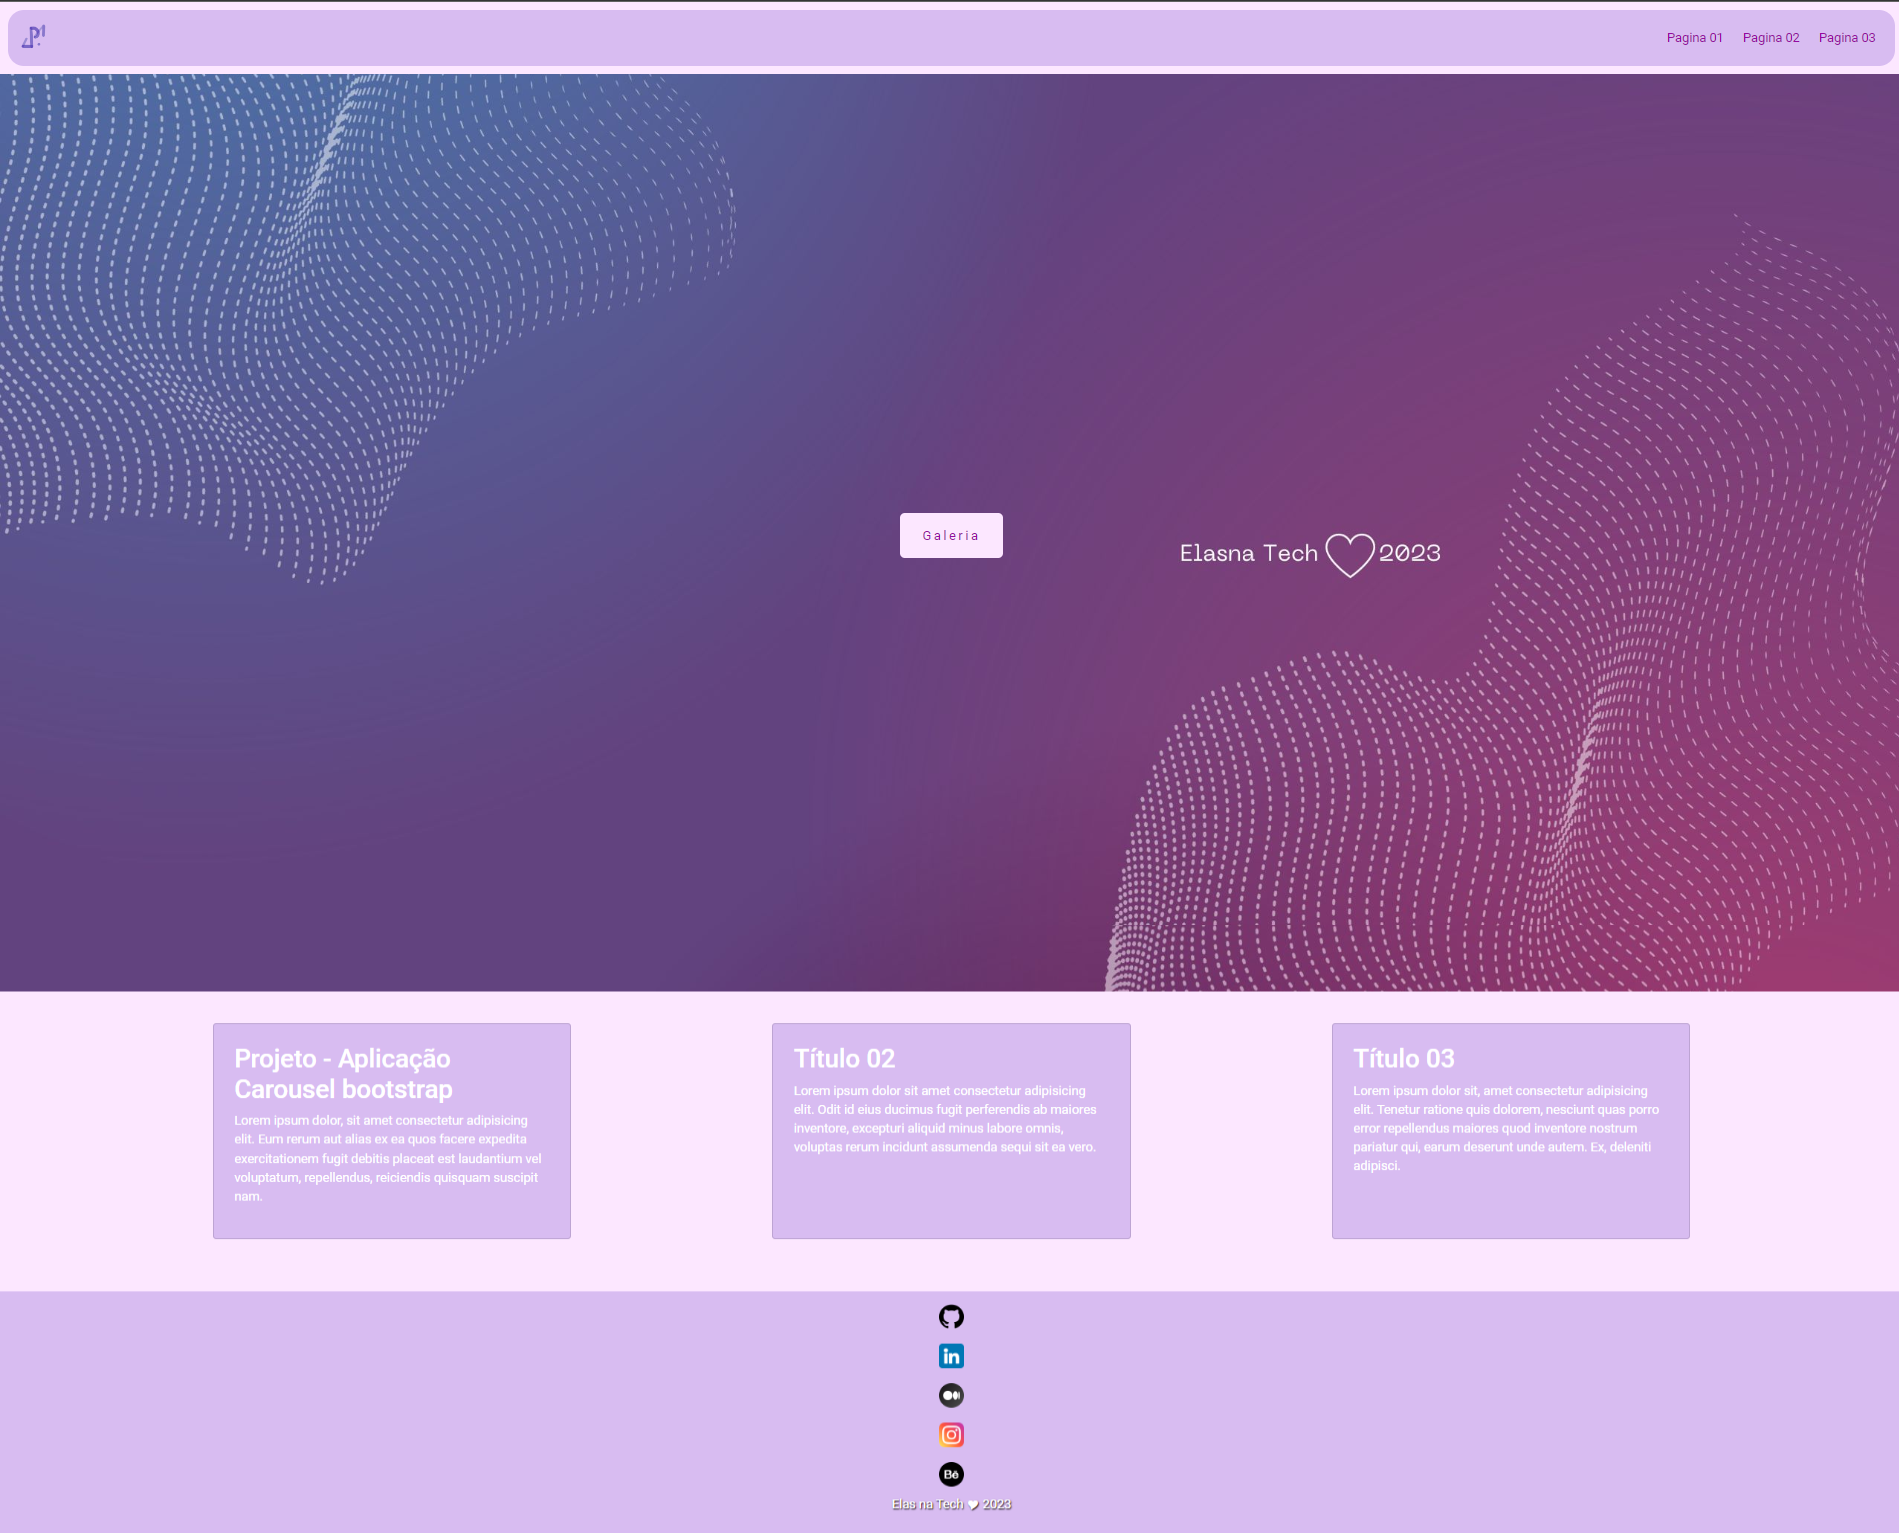 Pagina 01 Pagina 02 Pagina 03
Galeria
Elasna Tech 2023
Projeto - Aplicação
Carousel bootstrap
Lorem ipsum dolor, sit amet consectetur adipisicing
elit. Eum rerum aut alias ex ea quos facere expedita
exercitationem fugit debitis placeat est laudantium vel
voluptatum, repellendus, reiciendis quisquam suscipit
nam.
Título 02
Lorem ipsum dolor sit amet consectetur adipisicing
elit. Odit id eius ducimus fugit perferendis ab maiores
inventore, excepturi aliquid minus labore omnis,
voluptas rerum incidunt assumenda sequi sit ea vero.
Título 03
Lorem ipsum dolor sit, amet consectetur adipisicing
elit. Tenetur ratione quis dolorem, nesciunt quas porro
error repellendus maiores quod inventore nostrum
pariatur qui, earum deserunt unde autem. Ex, deleniti
adipisci.
in
Bē
Elas na Tech ♥ 2023